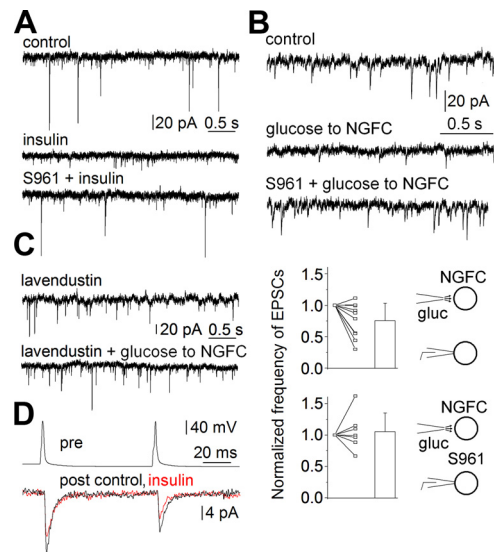 A
control
20 pA 0.5 s
insulin
S961 + insulin
B
control
20 pA
0.5 s
glucose to NGFC
S961 + glucose to NGFC
C
lavendustin
20 pA 0.5 s
lavendustin + glucose to NGFC
D
pre
40 mV
20 ms
post control, insulin
4 pA
Normalized frequency of EPSCs
1.5
1.0
0.5
0.0
NGFC
gluc
1.5
1.0
0.5
0.0
NGFC
gluc
S961